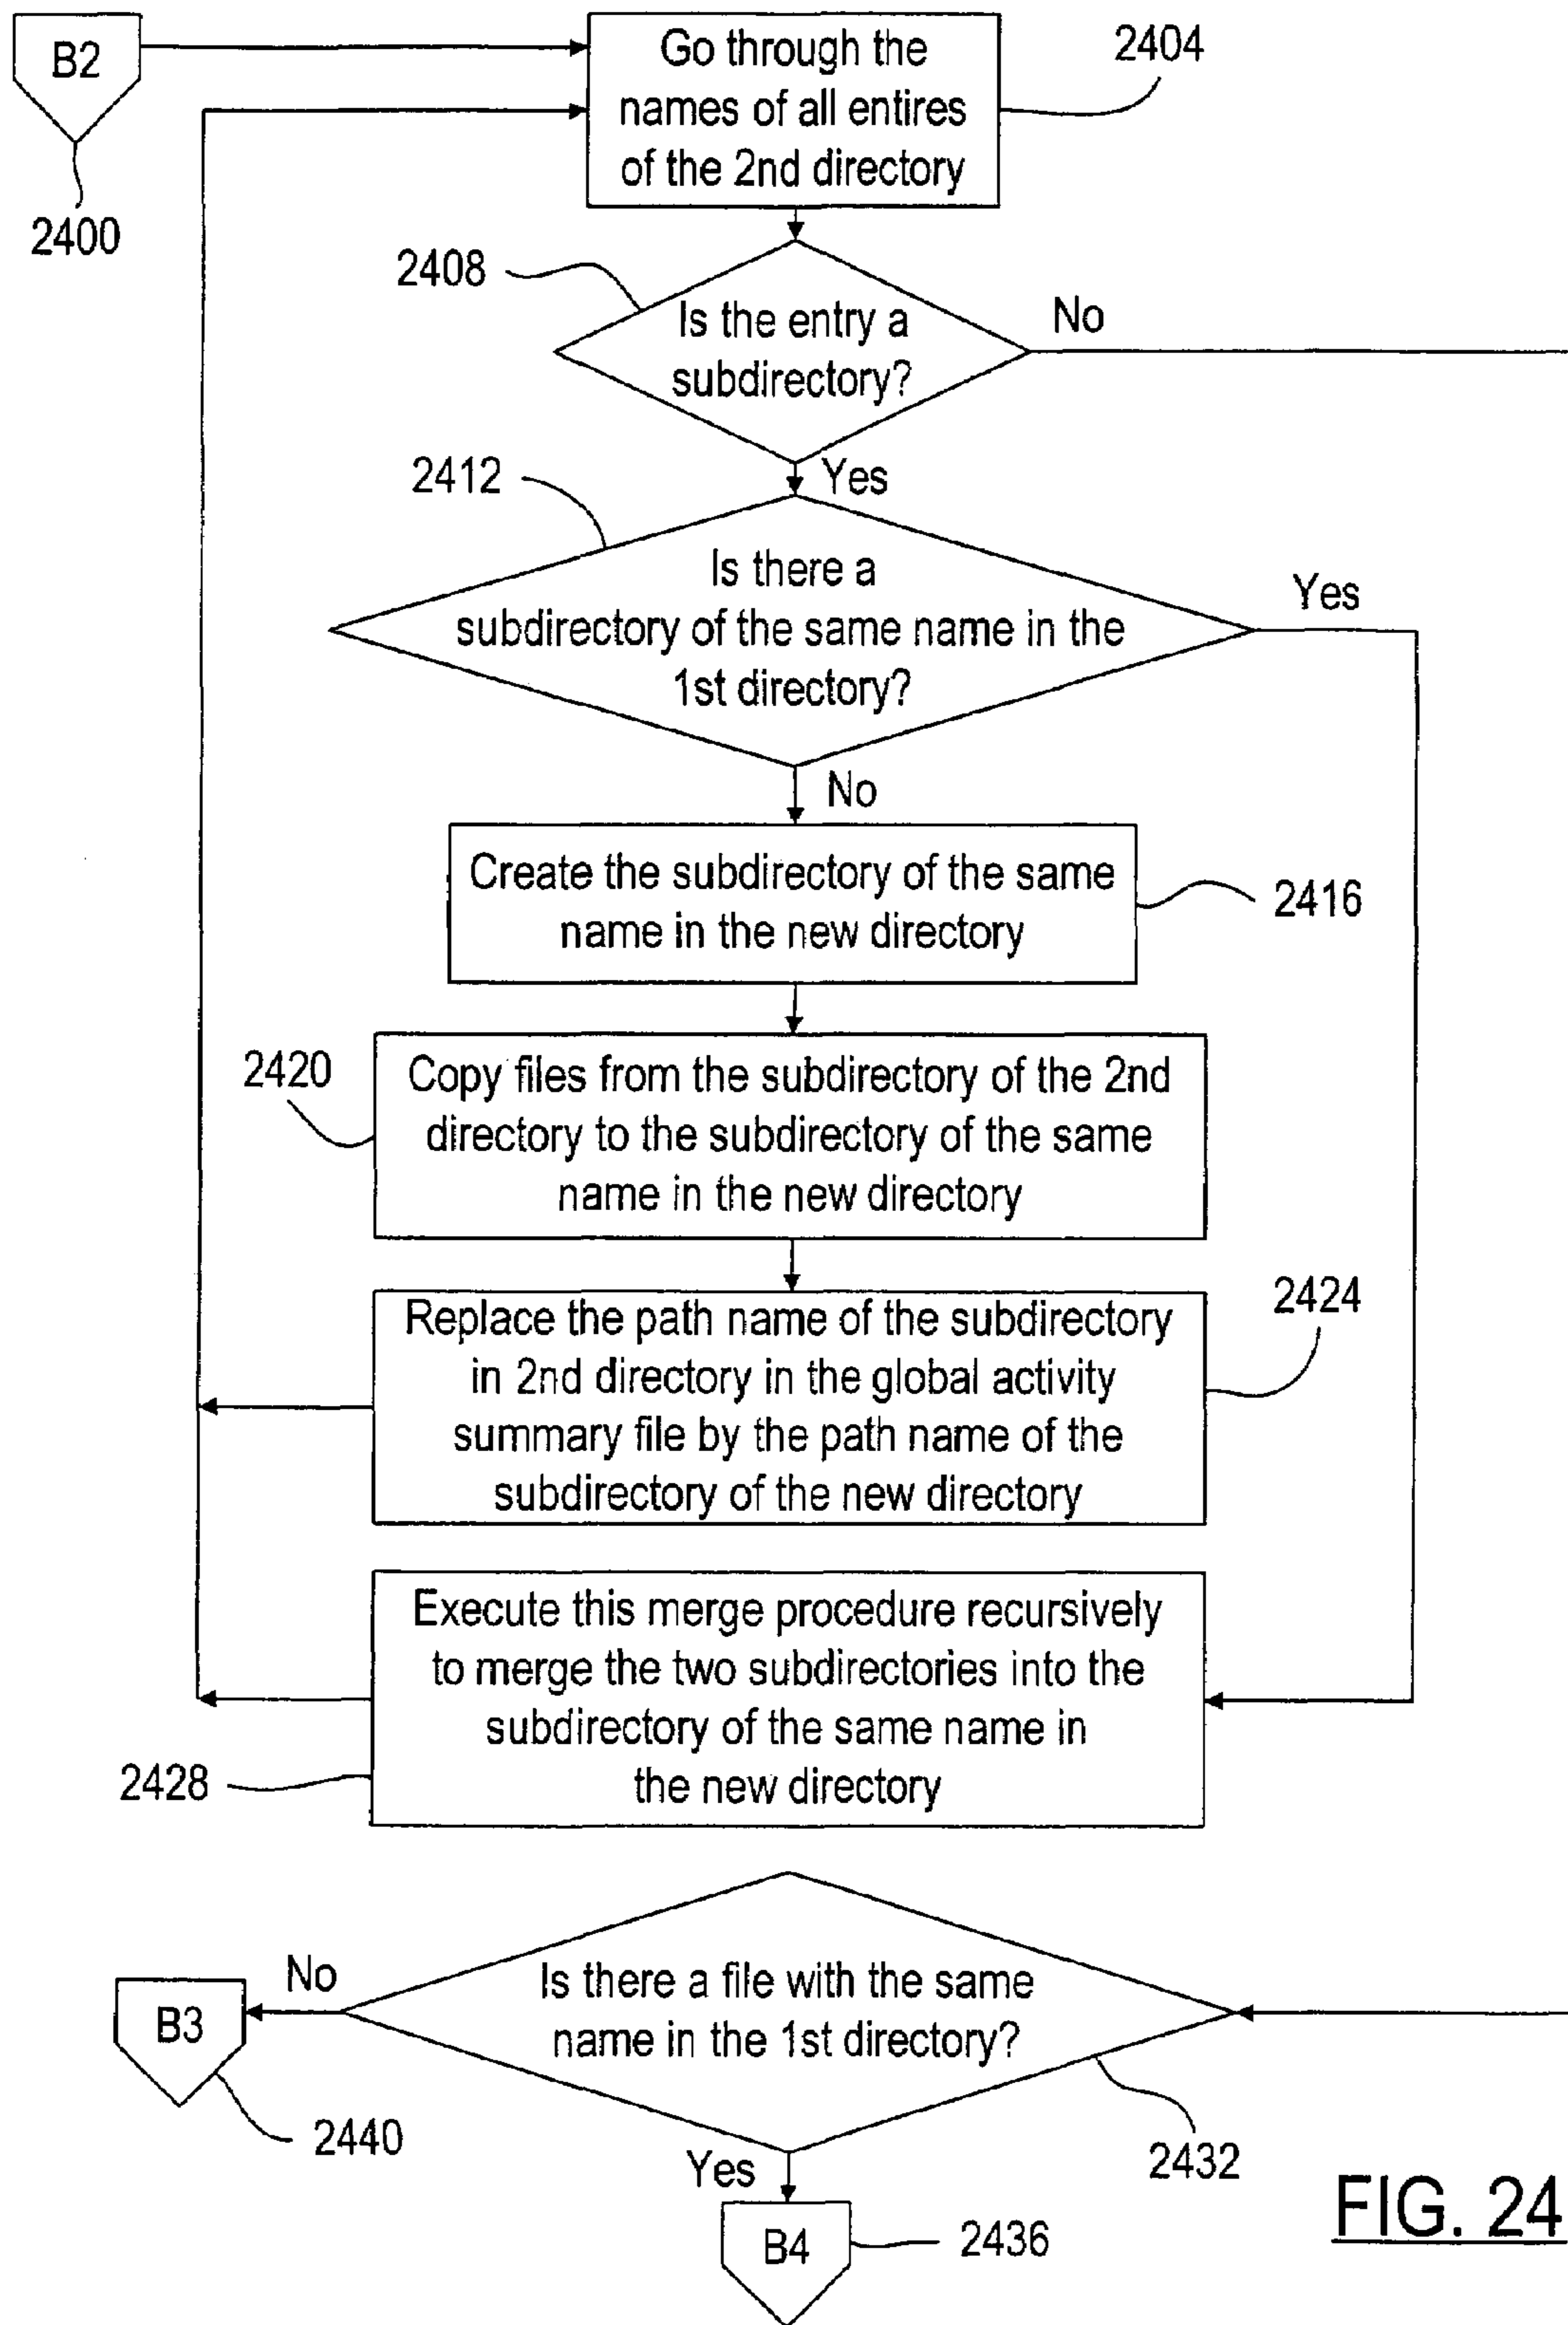 B2
2400
Go through the
names of all entires
of the 2nd directory
2404
2408
Is the entry a
subdirectory?
No
Yes
2412
Is there a
subdirectory of the same name in the
1st directory?
Yes
No
Create the subdirectory of the same
name in the new directory
2416
2420
Copy files from the subdirectory of the 2nd
directory to the subdirectory of the same
name in the new directory
Replace the path name of the subdirectory
in 2nd directory in the global activity
summary file by the path name of the
subdirectory of the new directory
2424
Execute this merge procedure recursively
to merge the two subdirectories into the
subdirectory of the same name in
the new directory
2428
Is there a file with the same
name in the 1st directory?
No
B3
2440
2432
Yes
B4
2436
FIG. 24